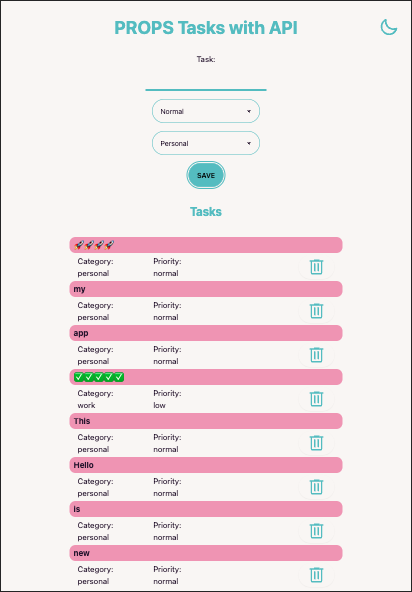 PROPS Tasks with API
Task:
Normal
Personal
SAVE
Tasks
🚀🚀🚀🚀
Category: Priority:
personal normal
my
Category: Priority:
personal normal
app
Category: Priority:
personal normal
✅✅✅✅✅
Category: Priority:
work low
This
Category: Priority:
personal normal
Hello
Category: Priority:
personal normal
is
Category: Priority:
personal normal
new
Category: Priority:
personal normal